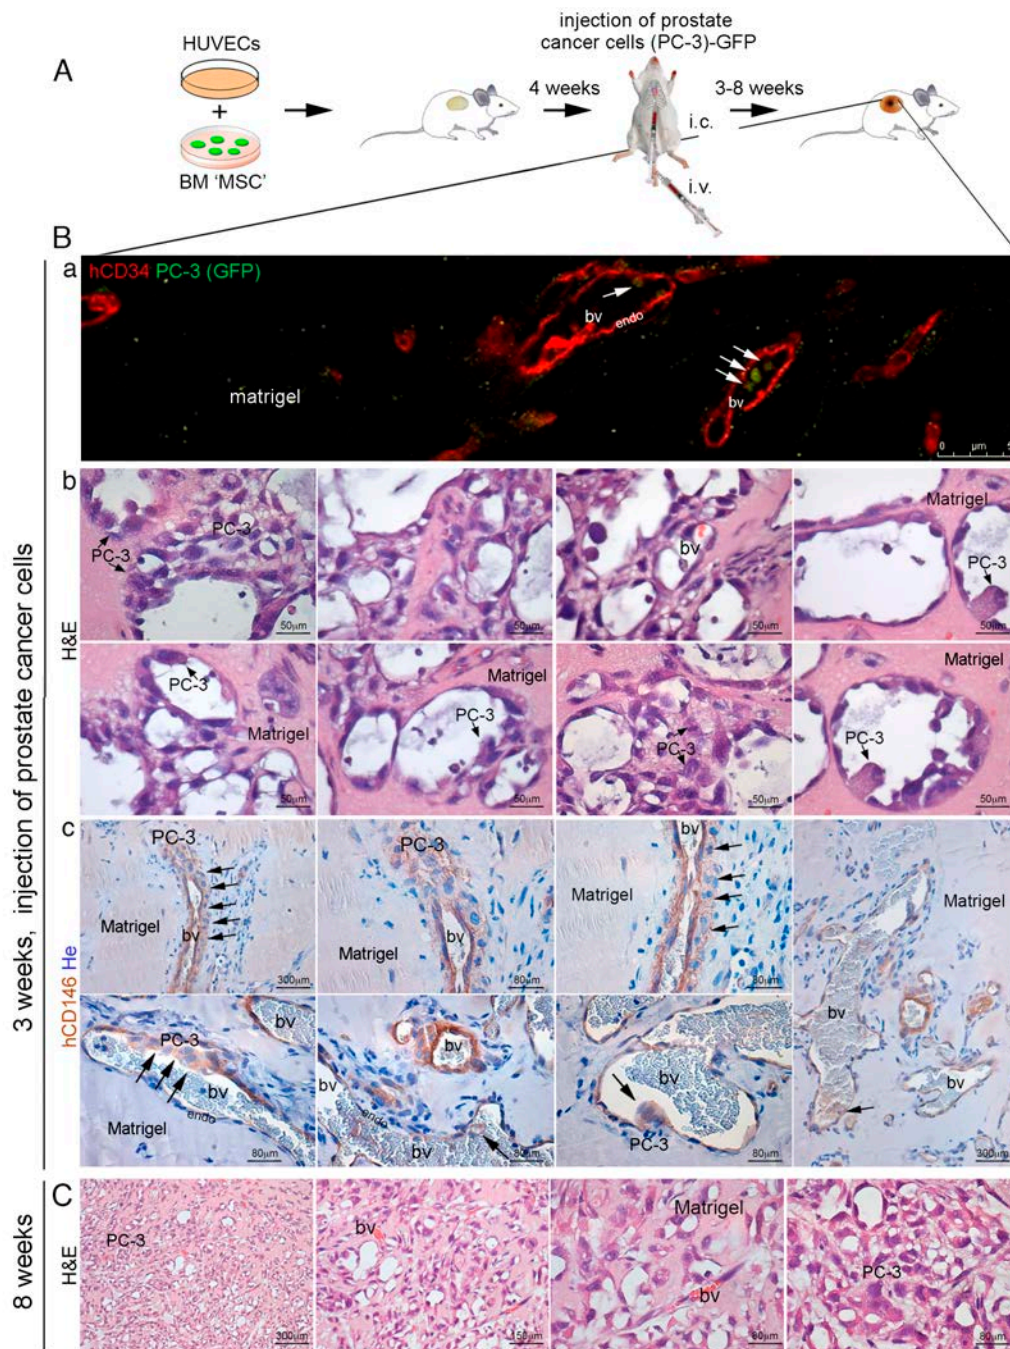 injection of prostate
cancer cells (PC-3)-GFP
A
HUVECs
+
BM 'MSC'
4 weeks
3-8 weeks
i.c.
i.v.
B
3 weeks, injection of prostate cancer cells
a
hCD34 PC-3 (GFP)
bv
endo
bv
matrigel
µm
b
H&E
PC-3
PC-3
50µm
50µm
bv
50µm
Matrigel
PC-3
50µm
PC-3
Matrigel
50µm
Matrigel
PC-3
50µm
PC-3
50µm
Matrigel
PC-3
50µm
c
hCD146 He
PC-3
Matrigel
bv
300µm
PC-3
bv
Matrigel
80µm
bv
Matrigel
80µm
Matrigel
bv
bv
300µm
bv
PC-3
bv
endo
Matrigel
80µm
bv
bv
endo
bv
80µm
bv
PC-3
80µm
C
8 weeks
H&E
PC-3
300µm
bv
150µm
Matrigel
bv
80µm
PC-3
80µm